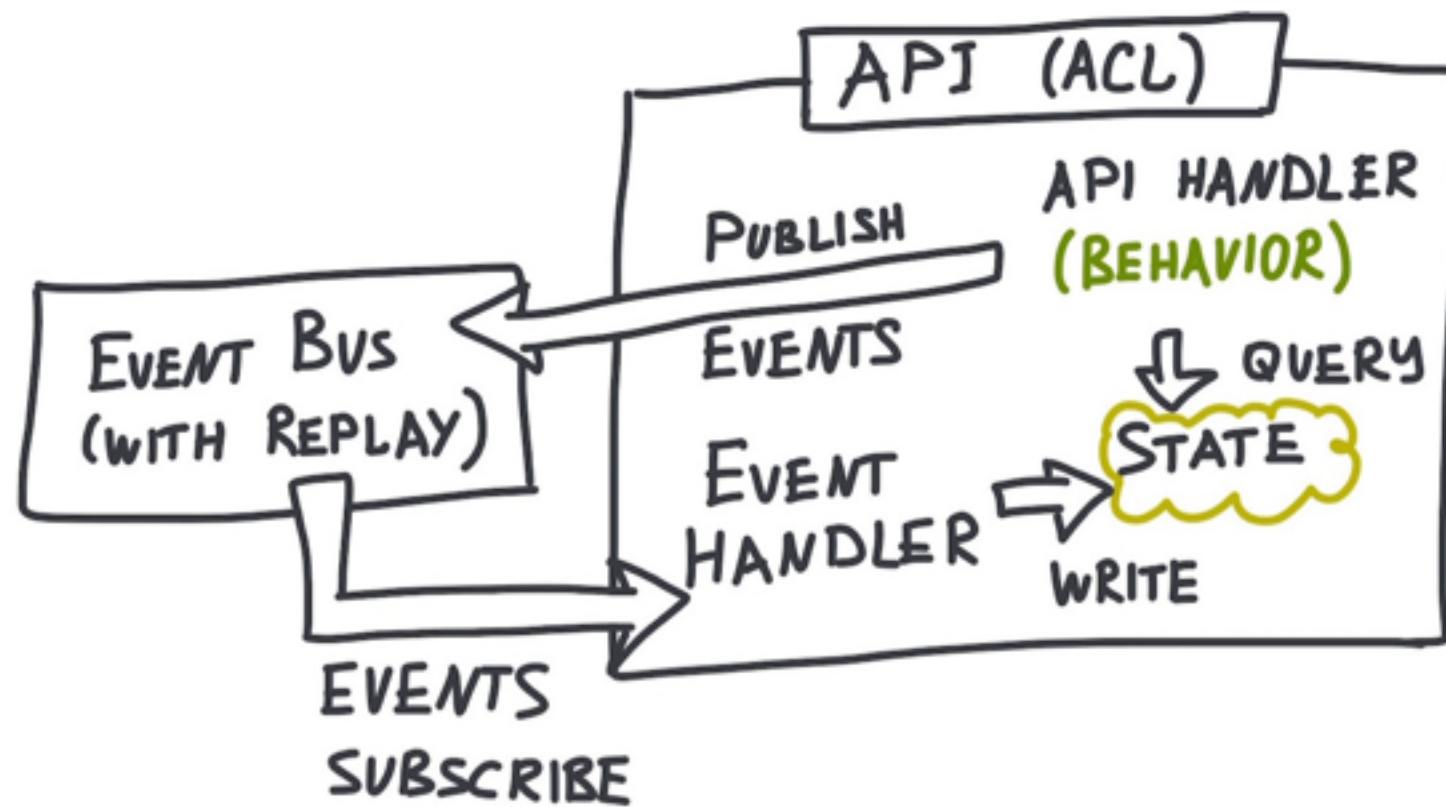 API (ACL)
API HANDLER
(BEHAVIOR)
PUBLISH
EVENTS
QUERY
EVENT BUS
(WITH REPLAY)
STATE
EVENT
HANDLER
WRITE
EVENTS
SUBSCRIBE